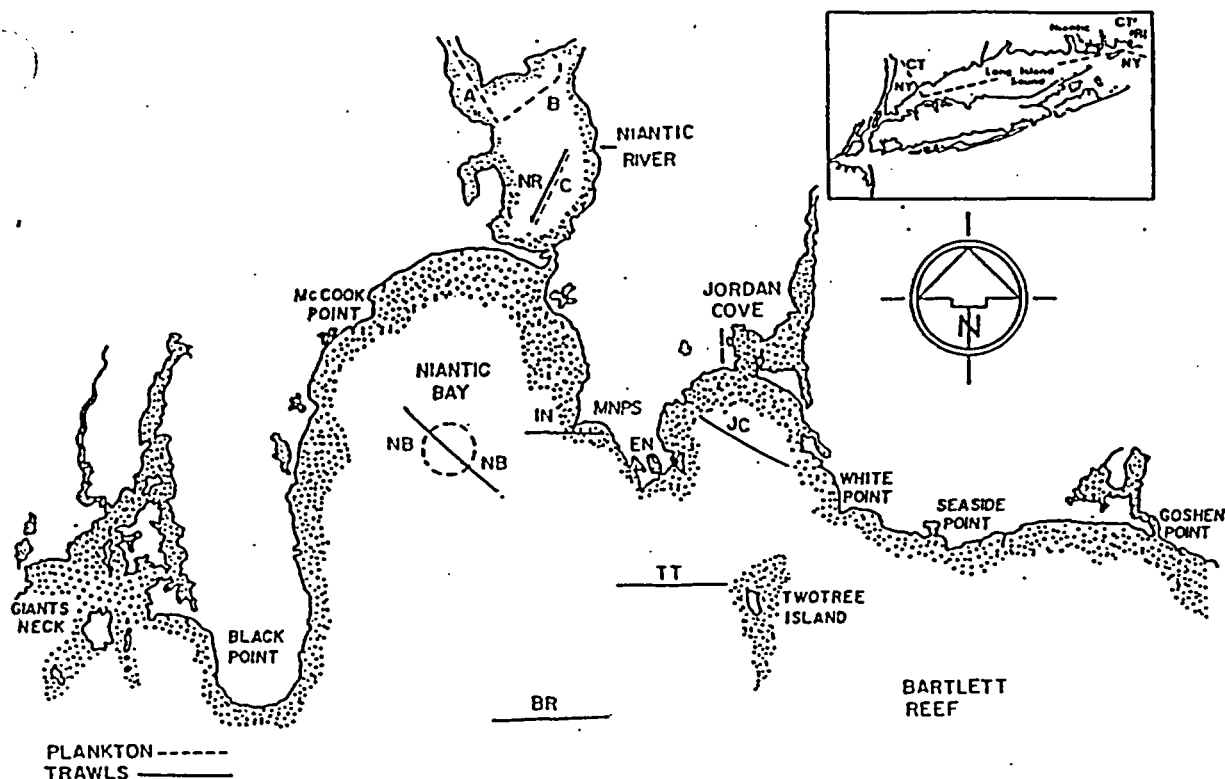 Niantic
CT
RI
NY
CT
NY
Long Island
Sound
A
B
NIANTIC
RIVER
NR
C
McCOOK
POINT
JORDAN
COVE
N
NIANTIC
BAY
IN
MNPS
JC
EN
NB
NB
WHITE
POINT
SEASIDE
POINT
GOSHEN
POINT
TT
TWOTREE
ISLAND
GIANTS
NECK
BLACK
POINT
BARTLETT
REEF
BR
PLANKTON
TRAWLS